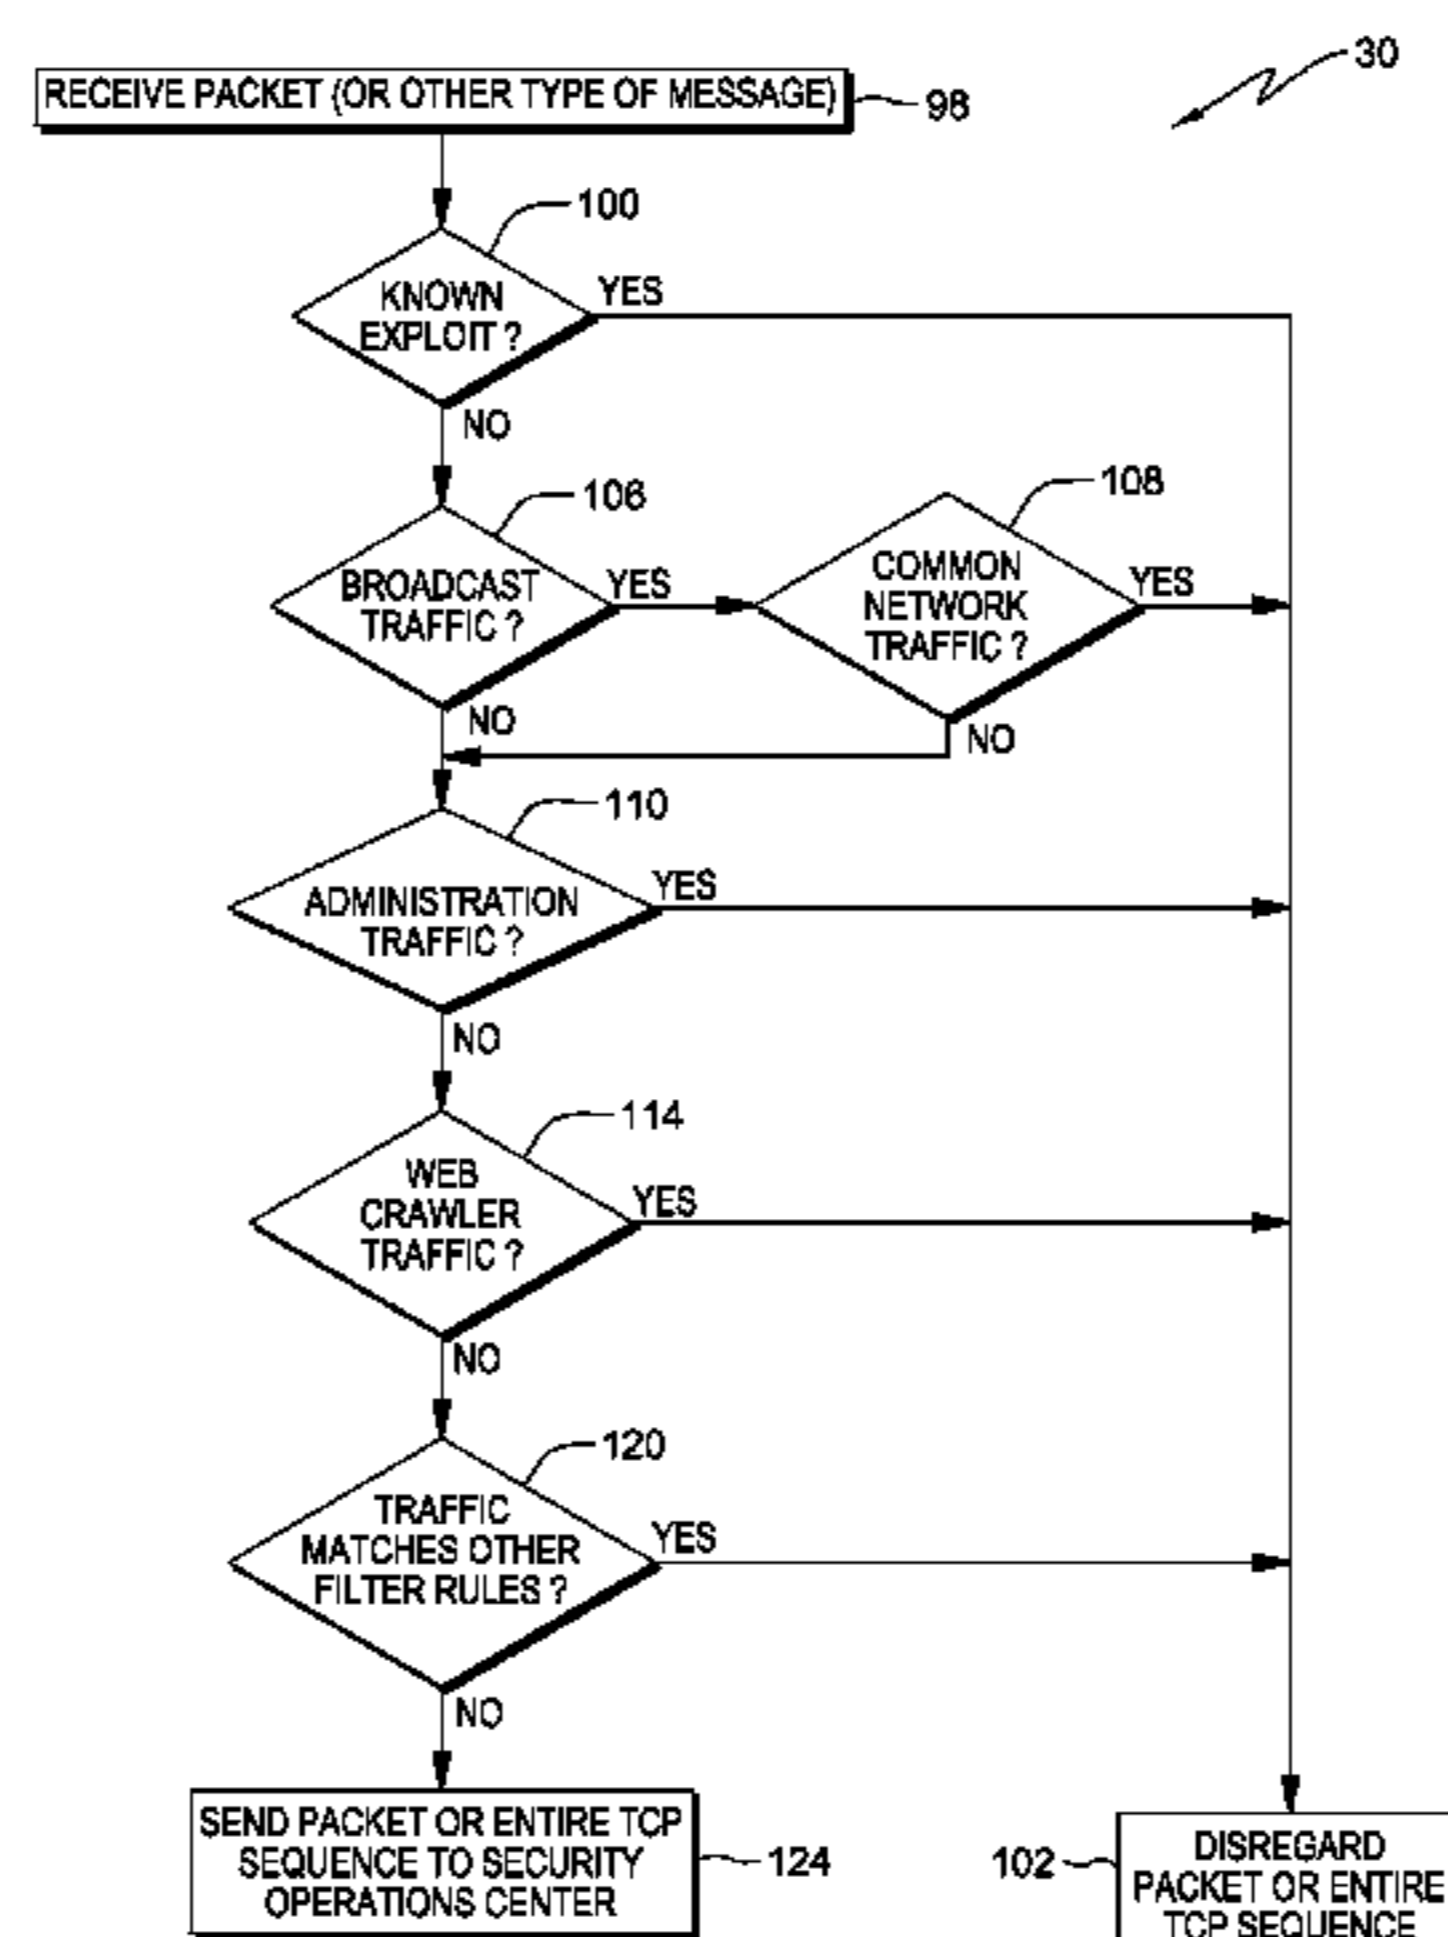 30
RECEIVE PACKET (OR OTHER TYPE OF MESSAGE)
98
100
KNOWN
EXPLOIT ?
YES
NO
106
BROADCAST
TRAFFIC ?
YES
NO
108
COMMON
NETWORK
TRAFFIC ?
YES
NO
110
ADMINISTRATION
TRAFFIC ?
YES
NO
114
WEB
CRAWLER
TRAFFIC ?
YES
NO
120
TRAFFIC
MATCHES OTHER
FILTER RULES ?
YES
NO
SEND PACKET OR ENTIRE TCP
SEQUENCE TO SECURITY
OPERATIONS CENTER
124
102
DISREGARD
PACKET OR ENTIRE
TCP SEQUENCE